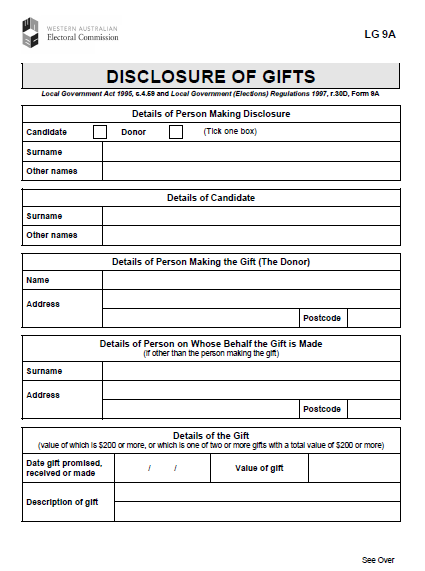 WESTERN AUSTRALIAN
Electoral Commission
LG 9A
DISCLOSURE OF GIFTS
Local Government Act 1995, s.4.59 and Local Government (Elections) Regulations 1997, r.30D, Form 9A
Details of Person Making Disclosure
Candidate Donor (Tick one box)
Surname
Other names
Details of Candidate
Surname
Other names
Details of Person Making the Gift (The Donor)
Name
Address
Postcode
Details of Person on Whose Behalf the Gift is Made
(if other than the person making the gift)
Surname
Address
Postcode
Details of the Gift
(value of which is $200 or more, or which is one of two or more gifts with a total value of $200 or more)
Date gift promised,
received or made / / Value of gift
Description of gift
See Over